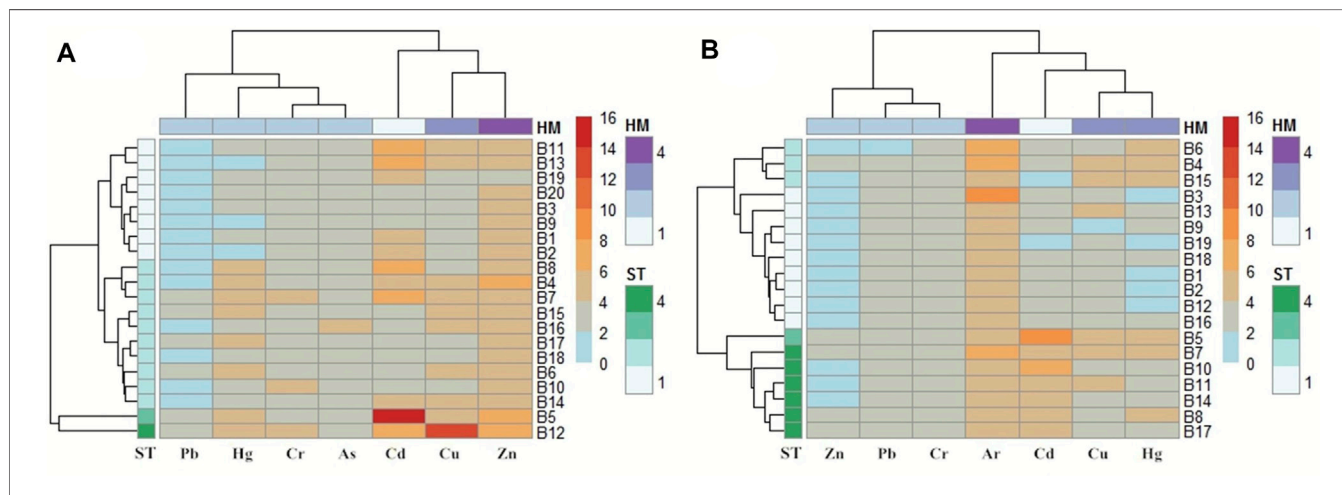 A
B
HM
B11
B13
B19
B20
B3
B9
B1
B2
B8
B4
B7
B15
B16
B17
B18
B6
B10
B14
B5
B12
ST Pb Hg Cr As Cd Cu Zn
16
14
12
10
8
6
4
2
0
HM
4
1
ST
4
1
HM
B6
B4
B15
B3
B13
B9
B19
B18
B1
B2
B12
B16
B5
B7
B10
B11
B14
B8
B17
ST Zn Pb Cr Ar Cd Cu Hg
16
14
12
10
8
6
4
2
0
HM
4
1
ST
4
1